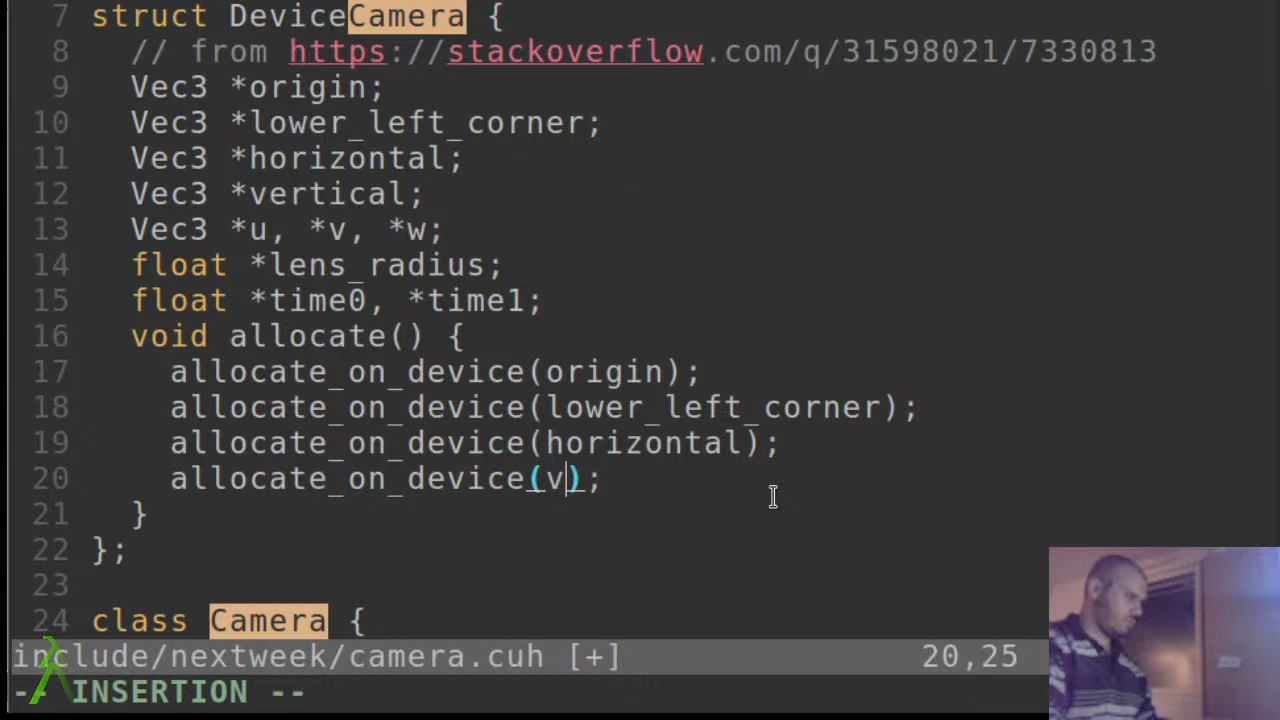 7 struct DeviceCamera {
8   // from https://stackoverflow.com/q/31598021/7330813
9   Vec3 *origin;
10   Vec3 *lower_left_corner;
11   Vec3 *horizontal;
12   Vec3 *vertical;
13   Vec3 *u, *v, *w;
14   float *lens_radius;
15   float *time0, *time1;
16   void allocate() {
17     allocate_on_device(origin);
18     allocate_on_device(lower_left_corner);
19     allocate_on_device(horizontal);
20     allocate_on_device(v);
21   }
22 };
23
24 class Camera {
include/nextweek/camera.cuh [+] 20,25
-- INSERTION --
λ